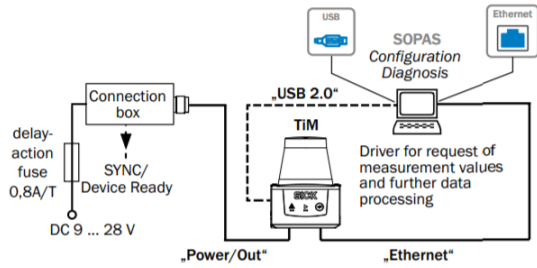 USB
SOPAS
Configuration
Diagnosis
Ethernet
„USB 2.0“
Connection
box
delay-
action
fuse
0,8A/T
SYNC/
Device Ready
DC 9 ... 28 V
TiM
SICK
Driver for request of
measurement values
and further data
processing
„Power/Out“
„Ethernet“